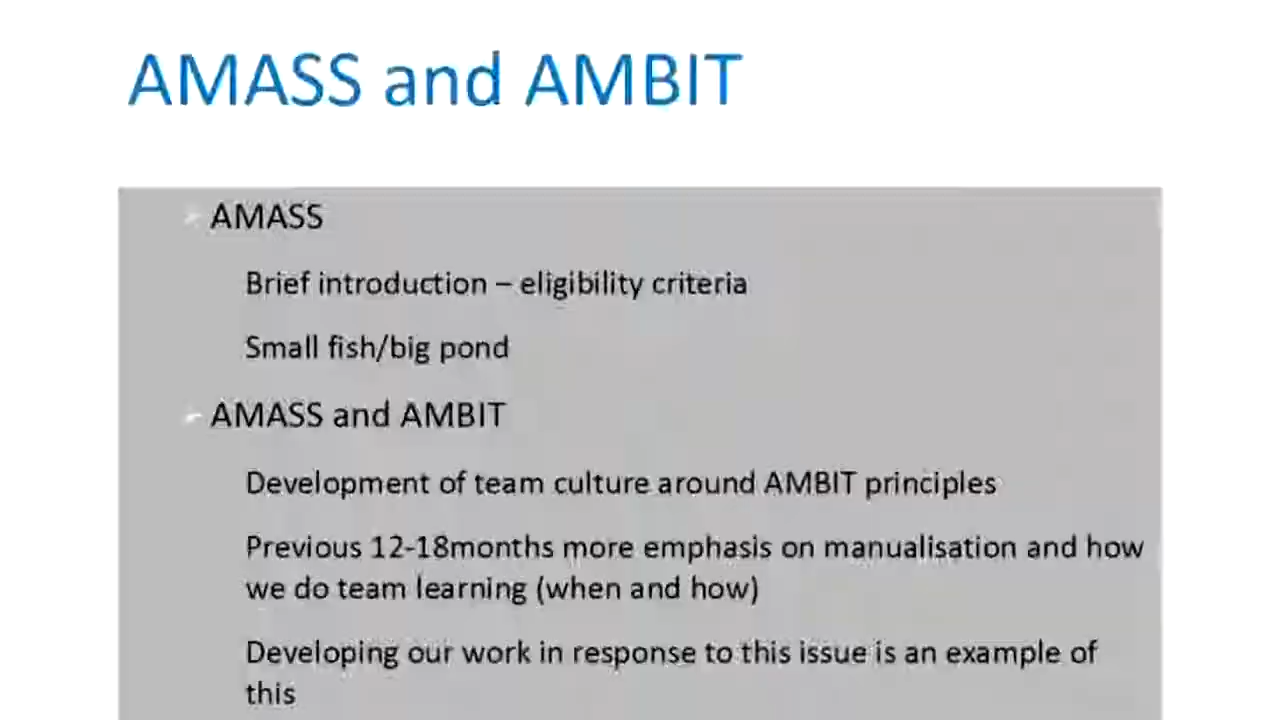 AMASS and AMBIT
AMASS
Brief introduction – eligibility criteria
Small fish/big pond
AMASS and AMBIT
Development of team culture around AMBIT principles
Previous 12-18months more emphasis on manualisation and how
we do team learning (when and how)
Developing our work in response to this issue is an example of
this